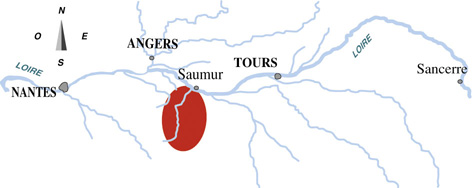 N
O E
S
ANGERS
LOIRE
Saumur
TOURS
LOIRE
Sancerre
NANTES